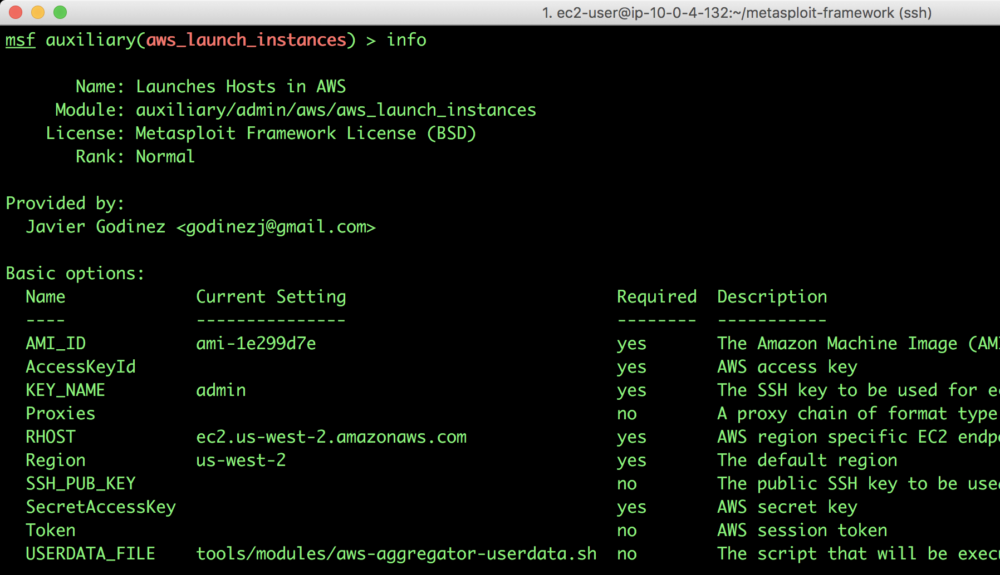 1. ec2-user@ip-10-0-4-132:~/metasploit-framework (ssh)
msf auxiliary(aws_launch_instances) > info
Name: Launches Hosts in AWS
Module: auxiliary/admin/aws/aws_launch_instances
License: Metasploit Framework License (BSD)
Rank: Normal
Provided by:
Javier Godinez <godinezj@gmail.com>
Basic options:
Name Current Setting Required Description
---- --------------- -------- -----------
AMI_ID ami-1e299d7e yes The Amazon Machine Image (AMI
AccessKeyId yes AWS access key
KEY_NAME admin yes The SSH key to be used for
Proxies no A proxy chain of format type
RHOST ec2.us-west-2.amazonaws.com yes AWS region specific EC2
Region us-west-2 yes The default region
SSH_PUB_KEY no The public SSH key to be
SecretAccessKey yes AWS secret key
Token no AWS session token
USERDATA_FILE tools/modules/aws-aggregator-userdata.sh no The script that will be